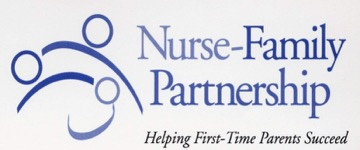 Nurse-Family
Partnership
Helping First-Time Parents Succeed